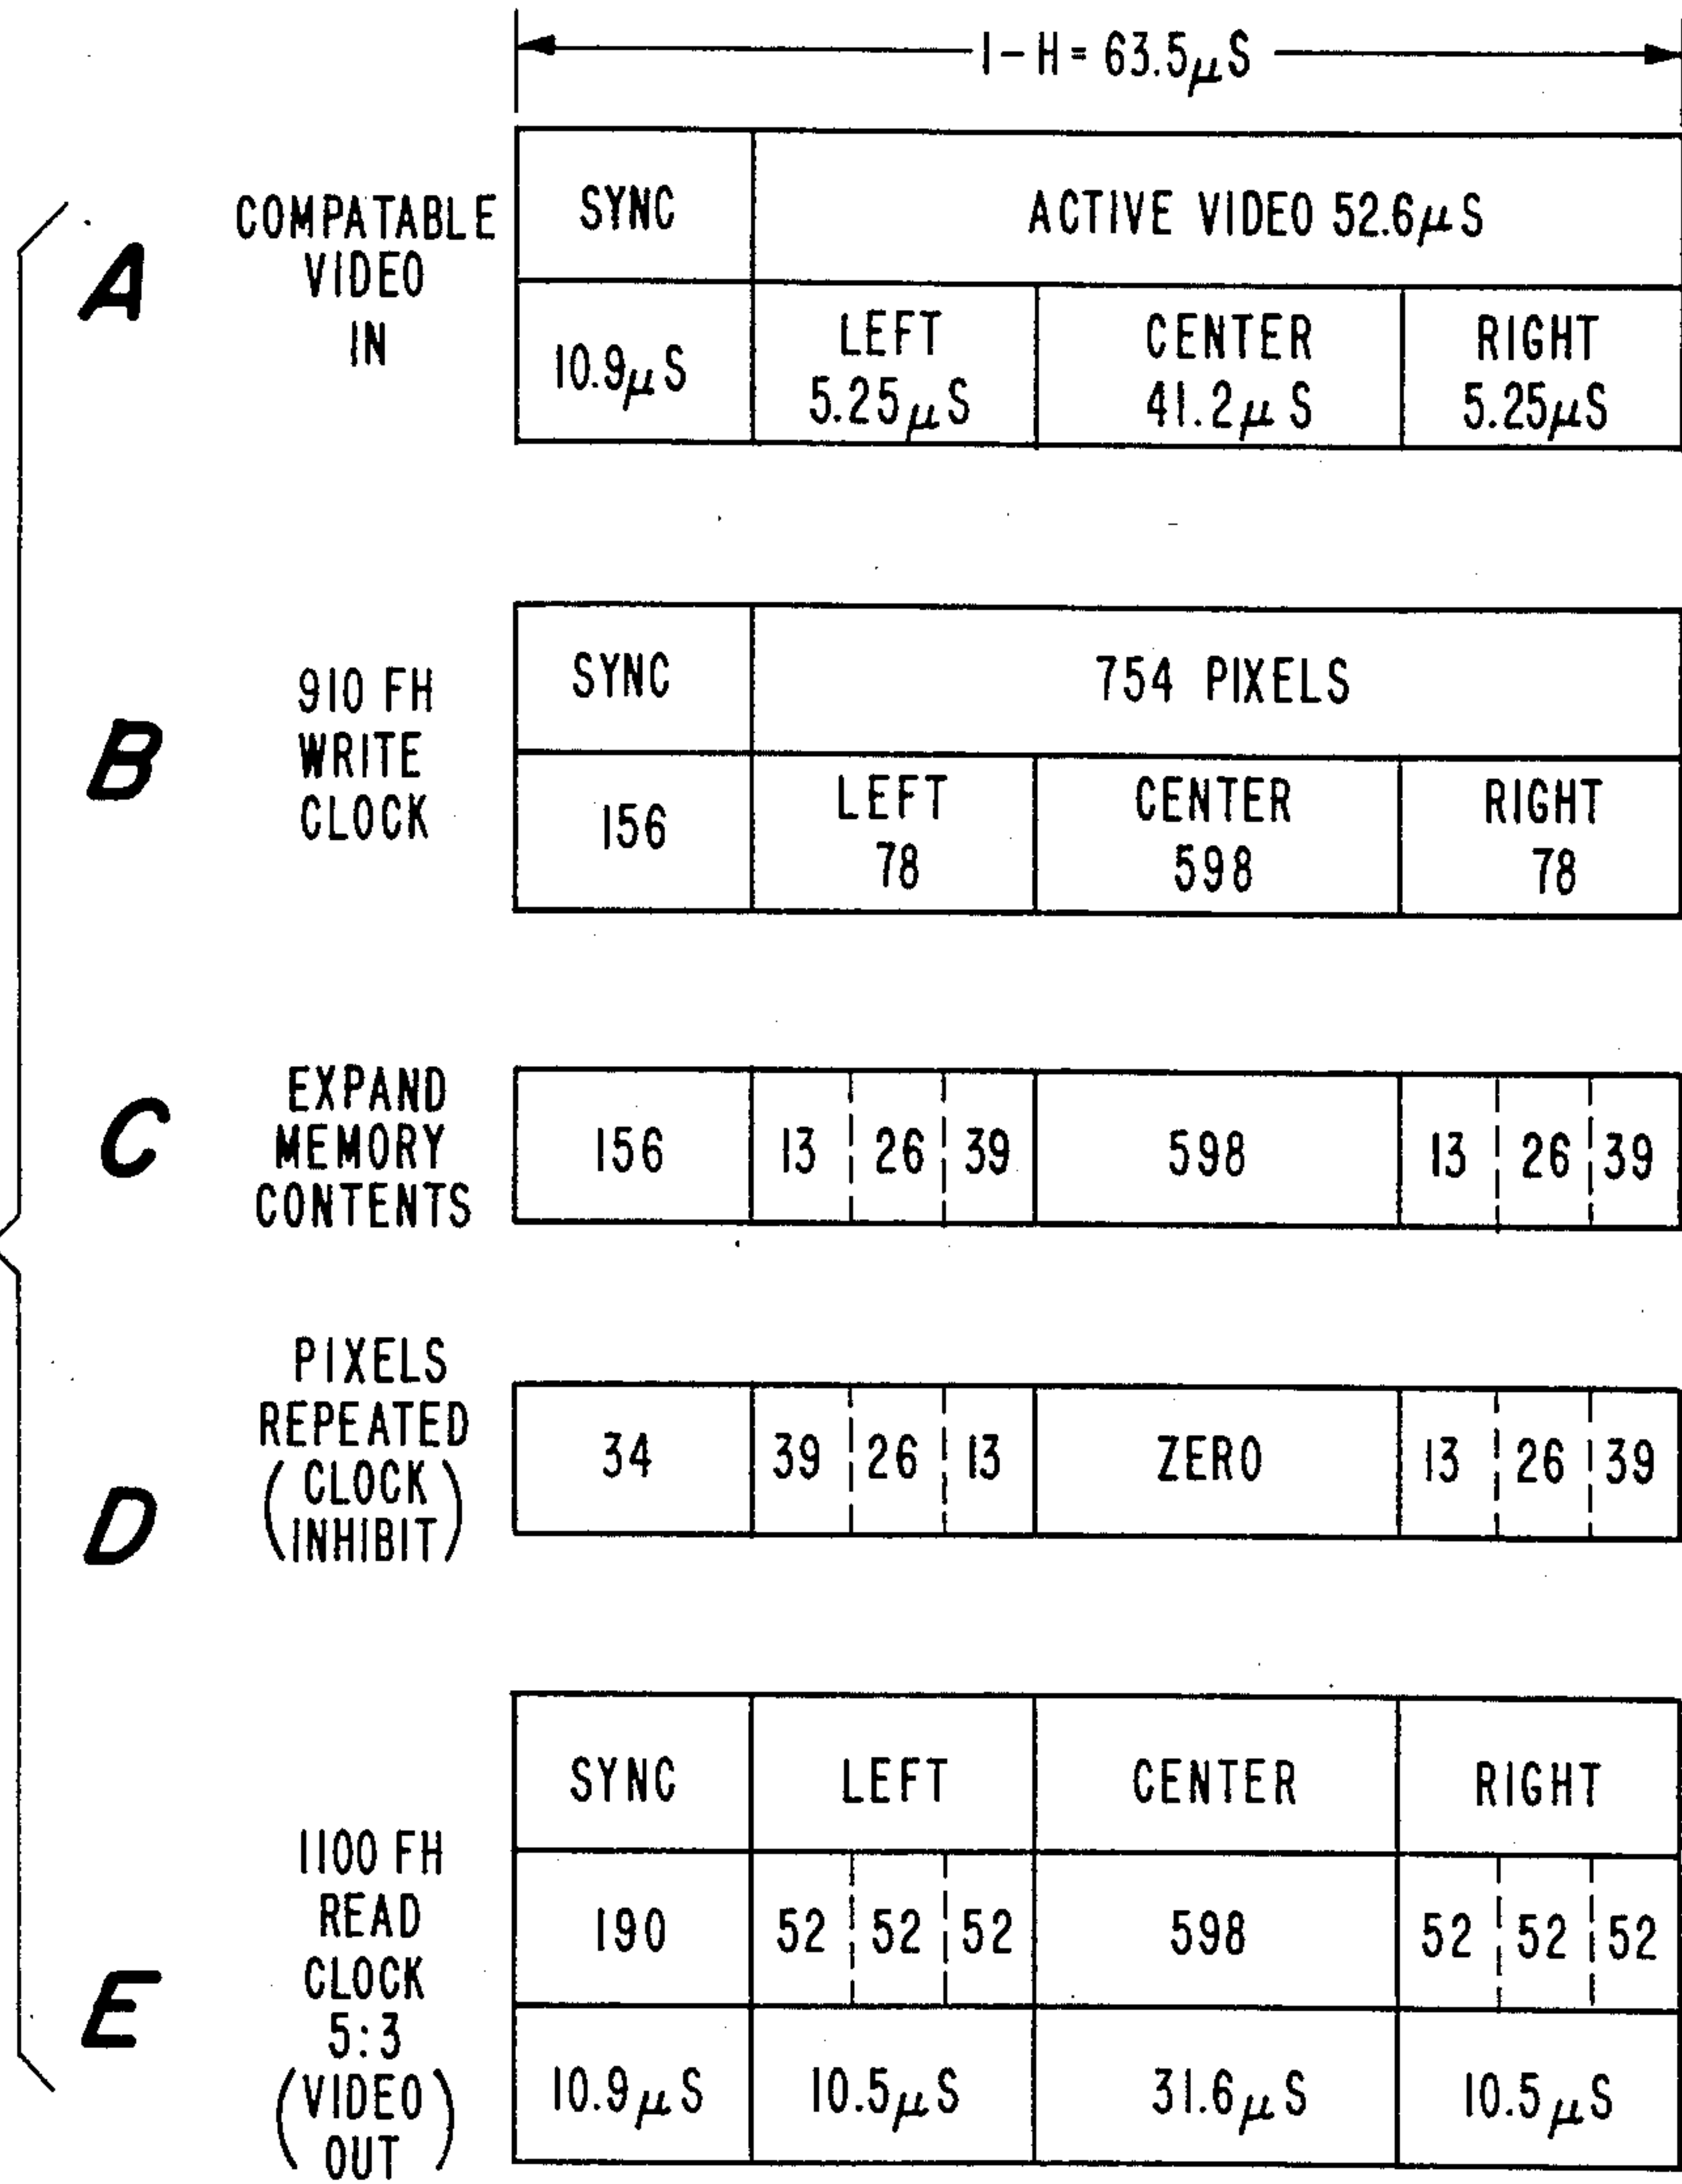 1-H = 63.5μS
A
COMPATABLE
VIDEO
IN
SYNC
ACTIVE VIDEO 52.6μS
10.9μS
LEFT
5.25μS
CENTER
41.2μS
RIGHT
5.25μS
B
910 FH
WRITE
CLOCK
SYNC
754 PIXELS
156
LEFT
78
CENTER
598
RIGHT
78
C
EXPAND
MEMORY
CONTENTS
156 13 26 39 598 13 26 39
D
PIXELS
REPEATED
(CLOCK
INHIBIT)
34 39 26 13 ZERO 13 26 39
E
1100 FH
READ
CLOCK
5:3
(VIDEO
OUT)
SYNC LEFT CENTER RIGHT
190 52 52 52 598 52 52 52
10.9μS 10.5μS 31.6μS 10.5μS